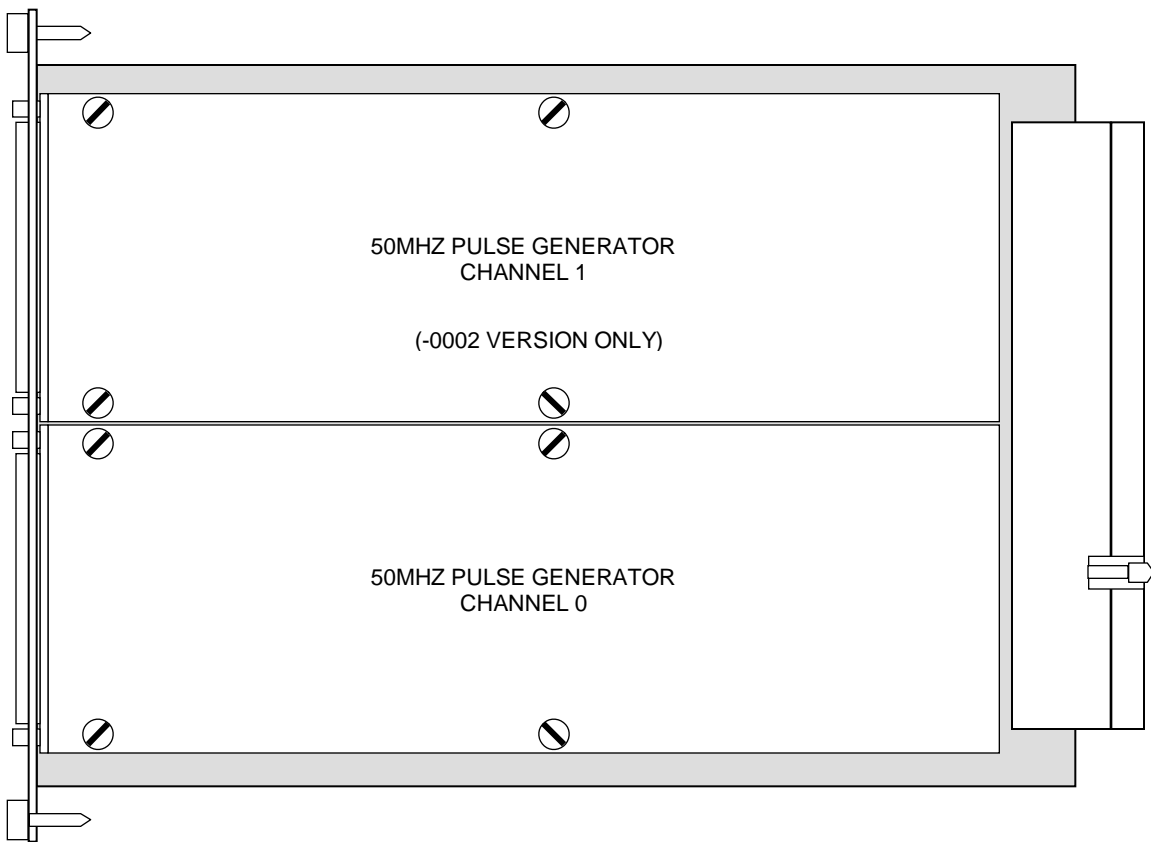 50MHZ PULSE GENERATOR
CHANNEL 1
(-0002 VERSION ONLY)
50MHZ PULSE GENERATOR
CHANNEL 0